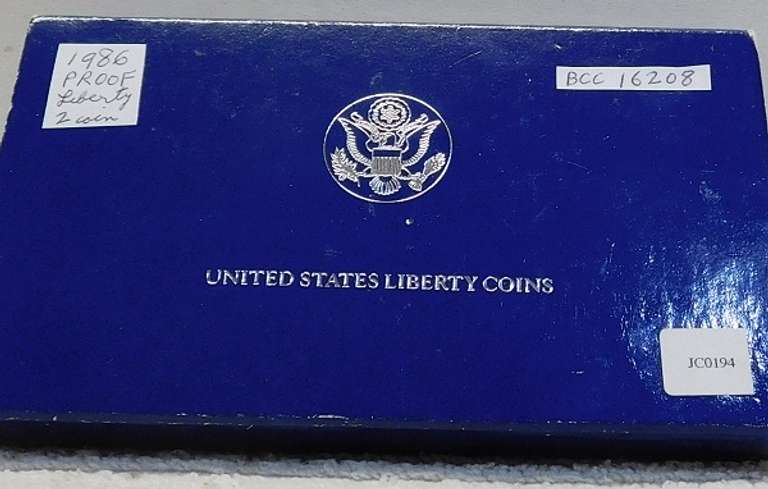 1986
PROOF
Liberty
2 coin
BCC 16208
UNITED STATES LIBERTY COINS
JC0194